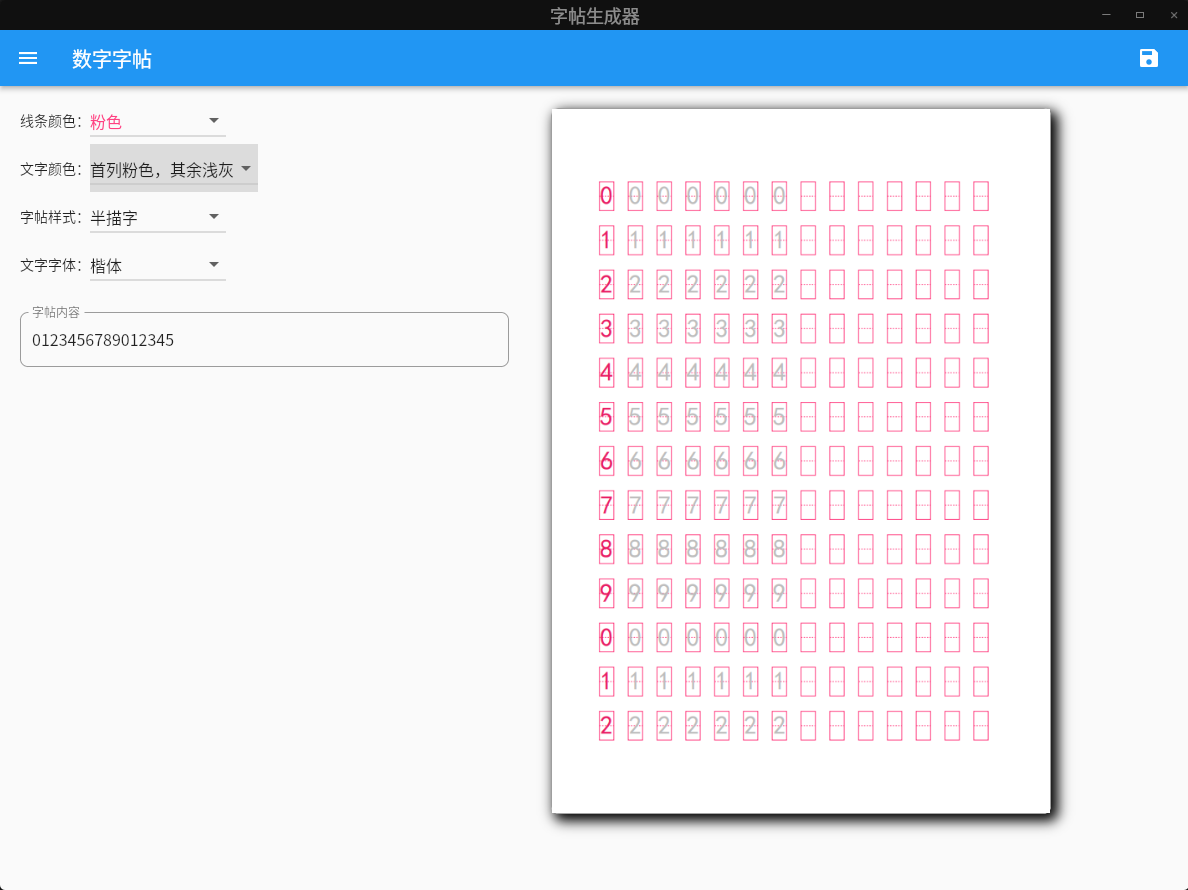 字帖生成器
数字字帖
线条颜色：粉色
文字颜色：首列粉色，其余浅灰
字帖样式：半描字
文字字体：楷体
字帖内容
0123456789012345
0 0 0 0 0 0 0
1 1 1 1 1 1 1
2 2 2 2 2 2 2
3 3 3 3 3 3 3
4 4 4 4 4 4 4
5 5 5 5 5 5 5
6 6 6 6 6 6 6
7 7 7 7 7 7 7
8 8 8 8 8 8 8
9 9 9 9 9 9 9
0 0 0 0 0 0 0
1 1 1 1 1 1 1
2 2 2 2 2 2 2